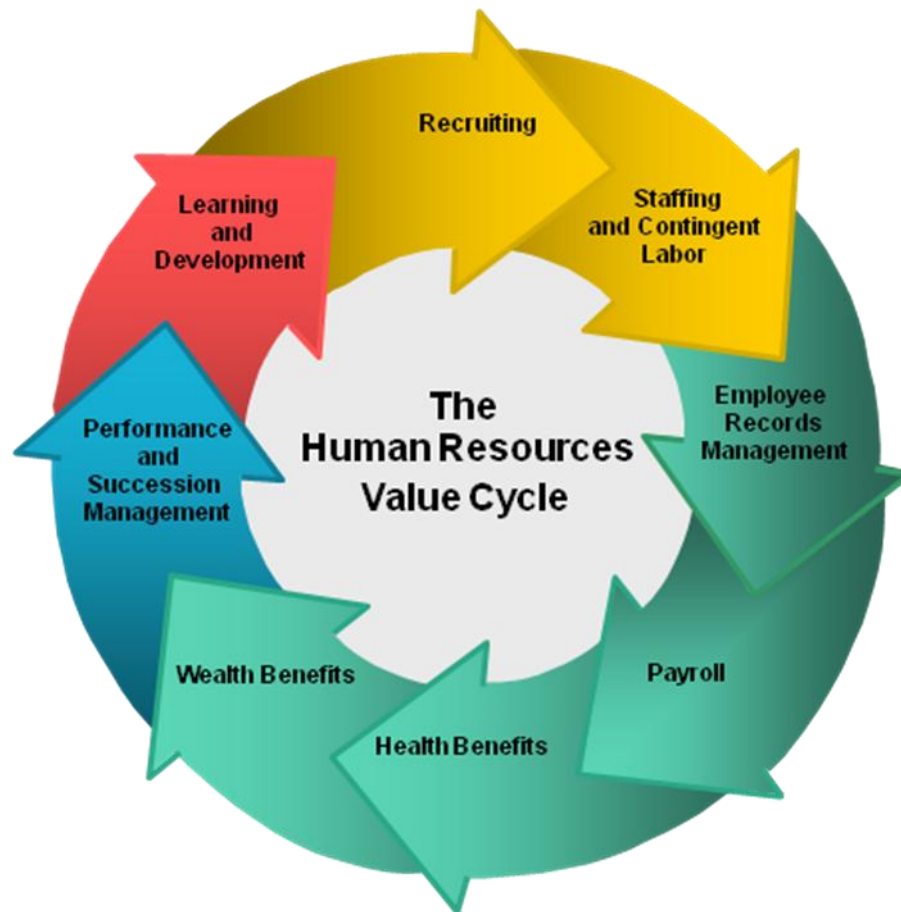 Recruiting
Staffing
and Contingent
Labor
Employee
Records
Management
Payroll
Health Benefits
Wealth Benefits
Performance
and
Succession
Management
Learning
and
Development
The
Human Resources
Value Cycle